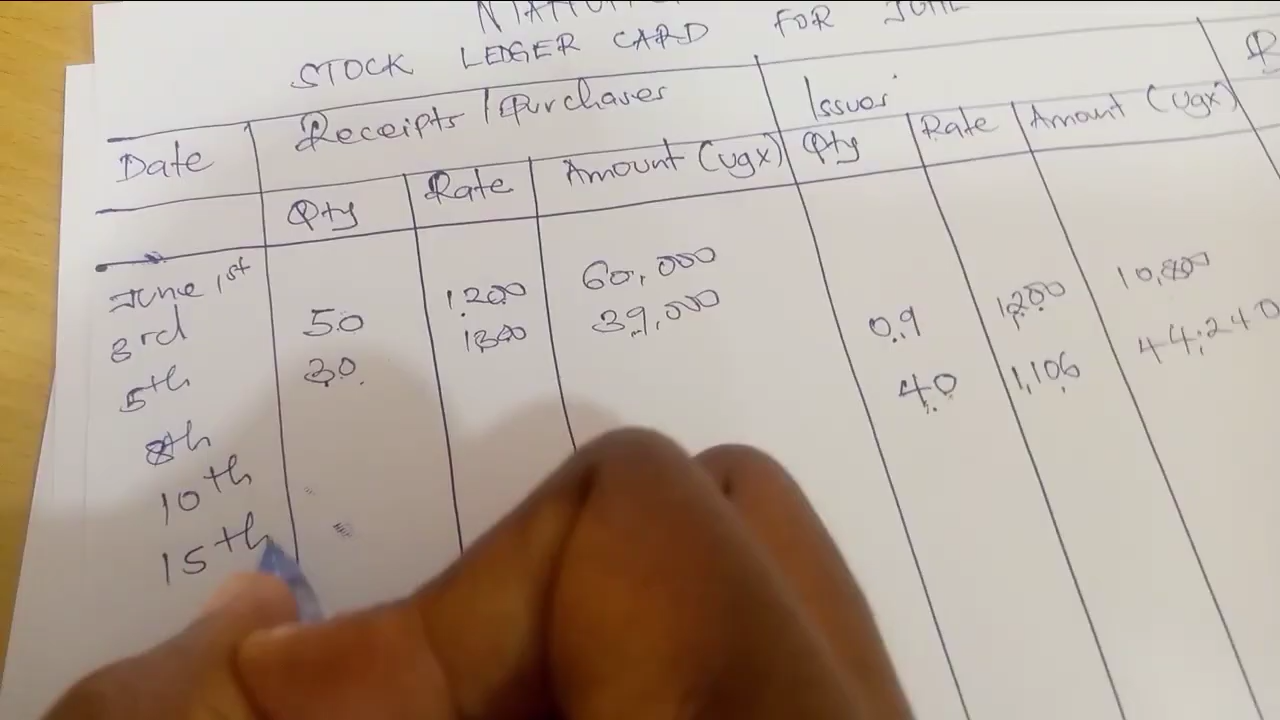 STOCK LEDGER CARD FOR
Receipts / Purchases Issues
Date Qty Rate Amount (ugx) Qty Rate Amount (ugx)
June 1st
3rd 50 1200 60,000
5th 30 1300 39,000 0.9 1200
8th 40 1,106 44,240
10th
15th